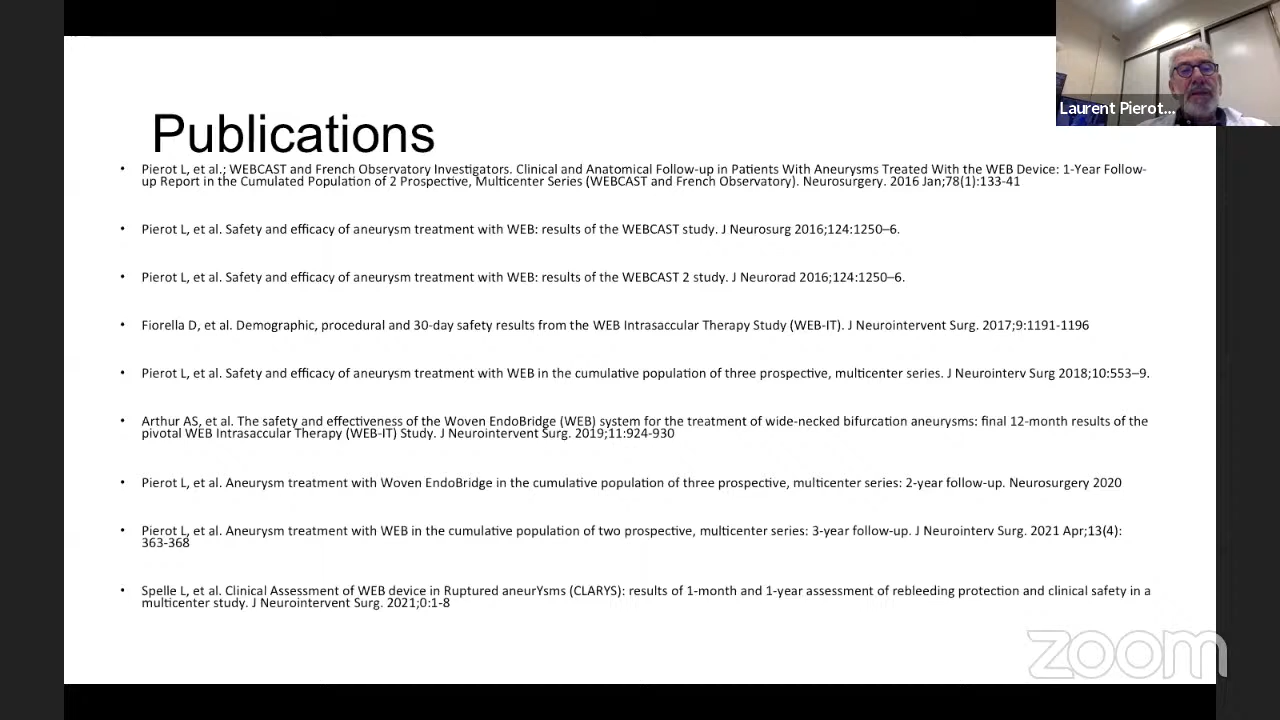 Laurent Pierot...
Publications
• Pierot L, et al.; WEBCAST and French Observatory Investigators. Clinical and Anatomical Follow-up in Patients With Aneurysms Treated With the WEB Device: 1-Year Follow-
up Report in the Cumulated Population of 2 Prospective, Multicenter Series (WEBCAST and French Observatory). Neurosurgery. 2016 Jan;78(1):133-41
• Pierot L, et al. Safety and efficacy of aneurysm treatment with WEB: results of the WEBCAST study. J Neurosurg 2016;124:1250–6.
• Pierot L, et al. Safety and efficacy of aneurysm treatment with WEB: results of the WEBCAST 2 study. J Neurorad 2016;124:1250–6.
• Fiorella D, et al. Demographic, procedural and 30-day safety results from the WEB Intrasaccular Therapy Study (WEB-IT). J Neurointervent Surg. 2017;9:1191-1196
• Pierot L, et al. Safety and efficacy of aneurysm treatment with WEB in the cumulative population of three prospective, multicenter series. J Neurointerv Surg 2018;10:553–9.
• Arthur AS, et al. The safety and effectiveness of the Woven EndoBridge (WEB) system for the treatment of wide-necked bifurcation aneurysms: final 12-month results of the
pivotal WEB Intrasaccular Therapy (WEB-IT) Study. J Neurointervent Surg. 2019;11:924-930
• Pierot L, et al. Aneurysm treatment with Woven EndoBridge in the cumulative population of three prospective, multicenter series: 2-year follow-up. Neurosurgery 2020
• Pierot L, et al. Aneurysm treatment with WEB in the cumulative population of two prospective, multicenter series: 3-year follow-up. J Neurointerv Surg. 2021 Apr;13(4):
363-368
• Spelle L, et al. Clinical Assessment of WEB device in Ruptured aneurYsms (CLARYS): results of 1-month and 1-year assessment of rebleeding protection and clinical safety in a
multicenter study. J Neurointervent Surg. 2021;0:1-8
zoom